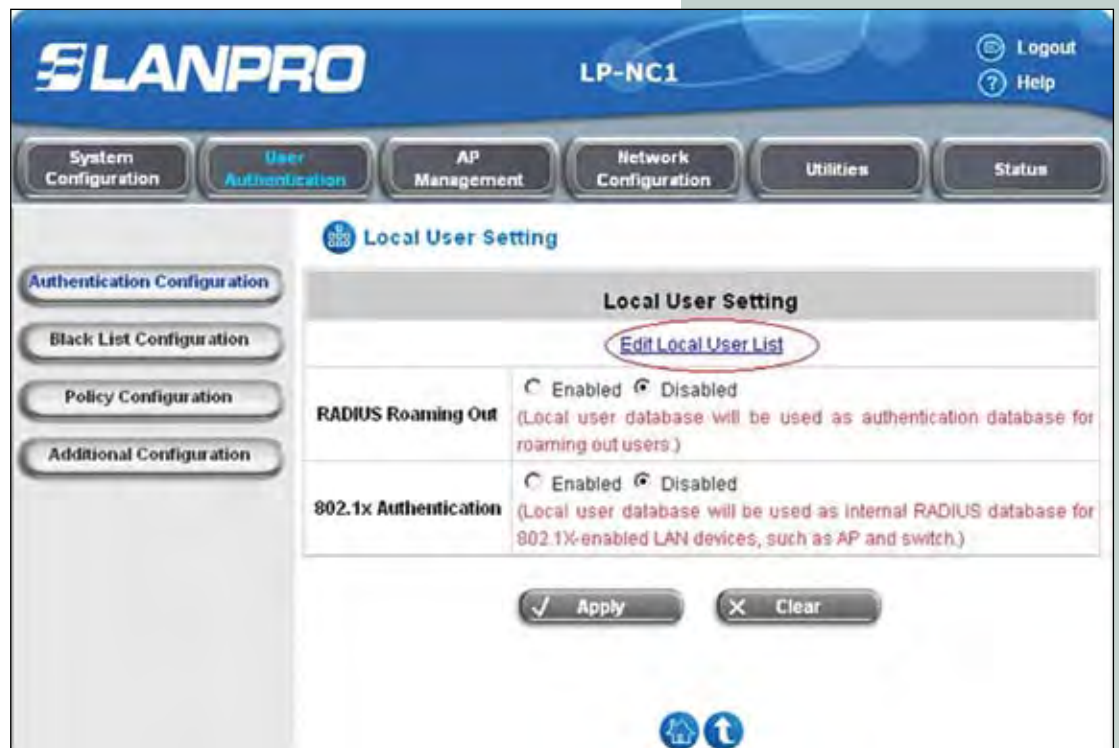 LANPRO
LP-NC1
Logout
Help
System
Configuration
User
Authentication
AP
Management
Network
Configuration
Utilities
Status
Authentication Configuration
Black List Configuration
Policy Configuration
Additional Configuration
Local User Setting
Local User Setting
Edit Local User List
RADIUS Roaming Out
Enabled Disabled
(Local user database will be used as authentication database for
roaming out users.)
802.1x Authentication
Enabled Disabled
(Local user database will be used as internal RADIUS database for
802.1X-enabled LAN devices, such as AP and switch.)
Apply
Clear